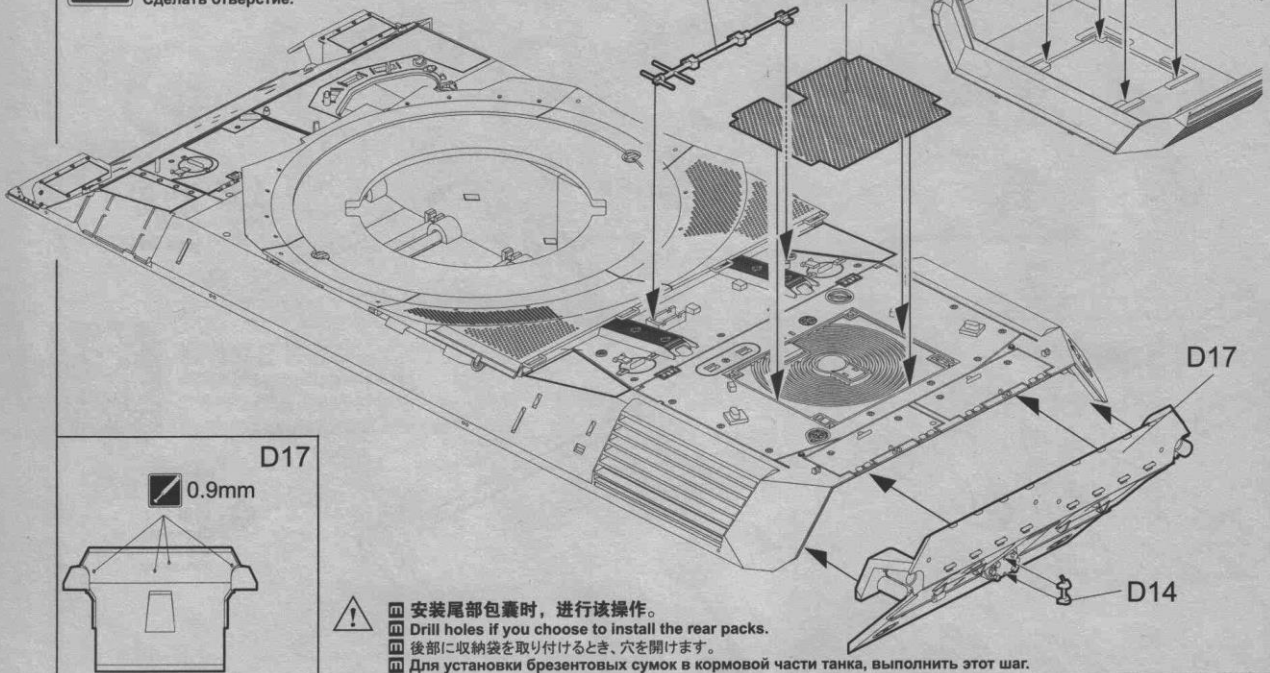 Сделать отверстие.
D17
D17
0.9mm
D14
安装尾部包囊时，进行该操作。
Drill holes if you choose to install the rear packs.
後部に収納袋を取り付けるとき、穴を開けます。
Для установки брезентовых сумок в кормовой части танка, выполнить этот шаг.